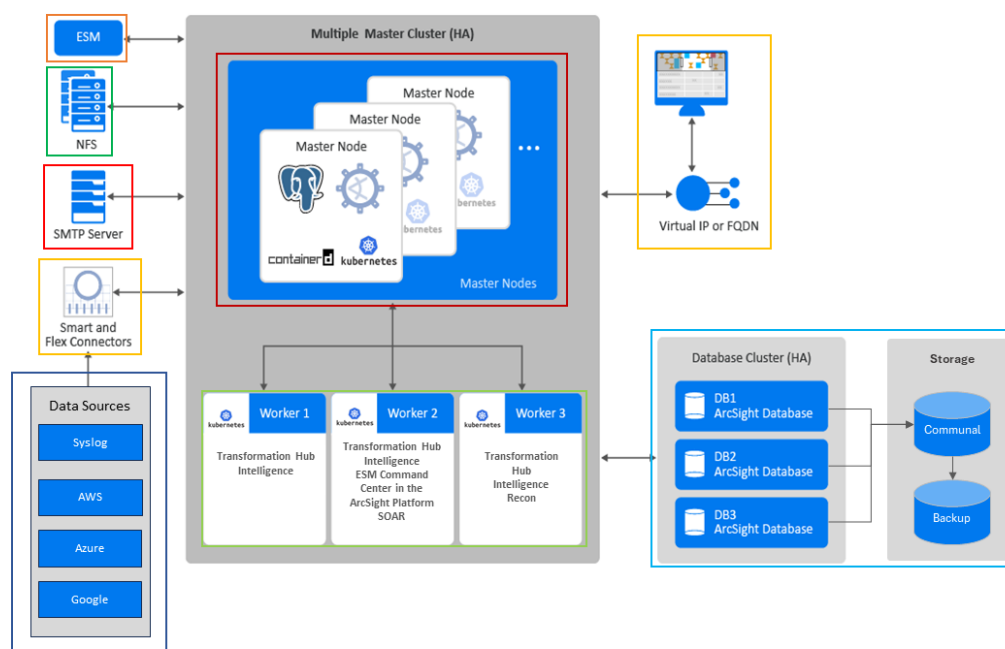 ESM
NFS
SMTP Server
Smart and
Flex Connectors
Data Sources
Syslog
AWS
Azure
Google
Multiple Master Cluster (HA)
Master Node
Master Node
Master Node
containerd
kubernetes
...
Master Nodes
kubernetes
Worker 1
Transformation Hub
Intelligence
kubernetes
Worker 2
Transformation Hub
Intelligence
ESM Command
Center in the
ArcSight Platform
SOAR
kubernetes
Worker 3
Transformation
Hub
Intelligence
Recon
Virtual IP or FQDN
Database Cluster (HA)
DB1
ArcSight Database
DB2
ArcSight Database
DB3
ArcSight Database
Storage
Communal
Backup